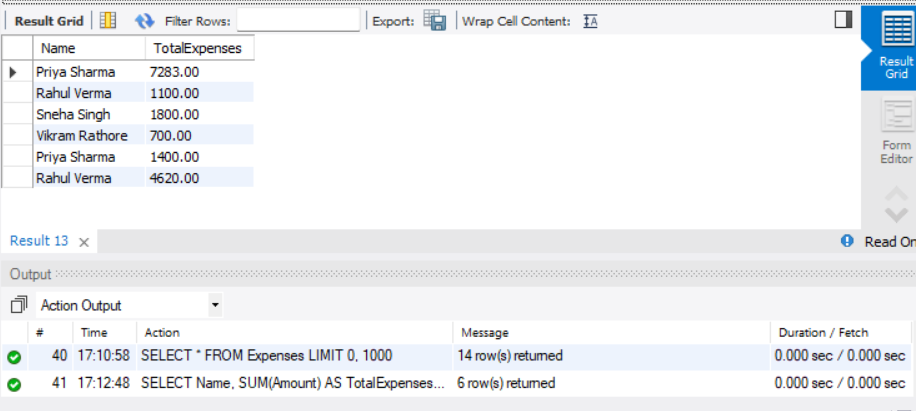 Result Grid Filter Rows: Export: Wrap Cell Content: IA
Result Grid
Form Editor
Name TotalExpenses
Priya Sharma 7283.00
Rahul Verma 1100.00
Sneha Singh 1800.00
Vikram Rathore 700.00
Priya Sharma 1400.00
Rahul Verma 4620.00
Result 13 × Read On
Output
Action Output
# Time Action Message Duration / Fetch
40 17:10:58 SELECT * FROM Expenses LIMIT 0, 1000 14 row(s) returned 0.000 sec / 0.000 sec
41 17:12:48 SELECT Name, SUM(Amount) AS TotalExpenses... 6 row(s) returned 0.000 sec / 0.000 sec